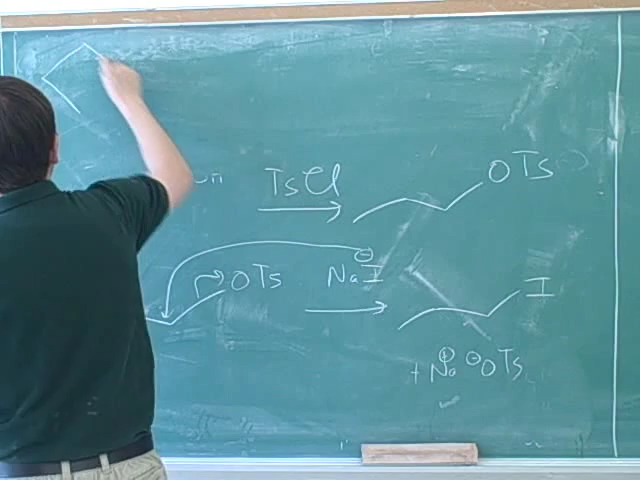 TsCl OTs
OTs NaI⊖ I
+ Na⊕ ⊖OTs